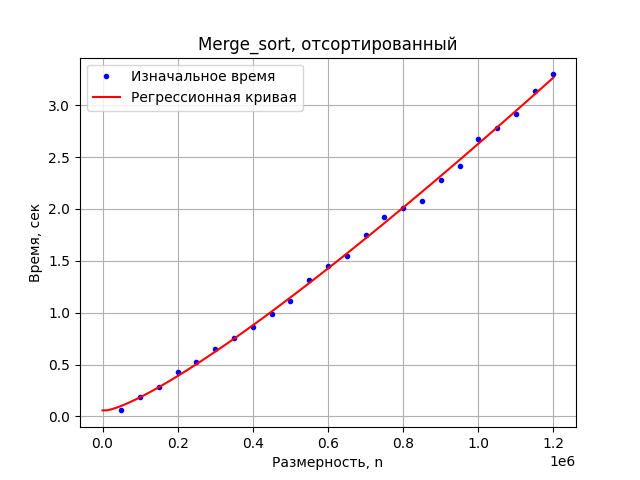 Merge_sort, отсортированный
Изначальное время
Регрессионная кривая
3.0
2.5
2.0
1.5
1.0
0.5
0.0
Время, сек
0.0 0.2 0.4 0.6 0.8 1.0 1.2
1e6
Размерность, n